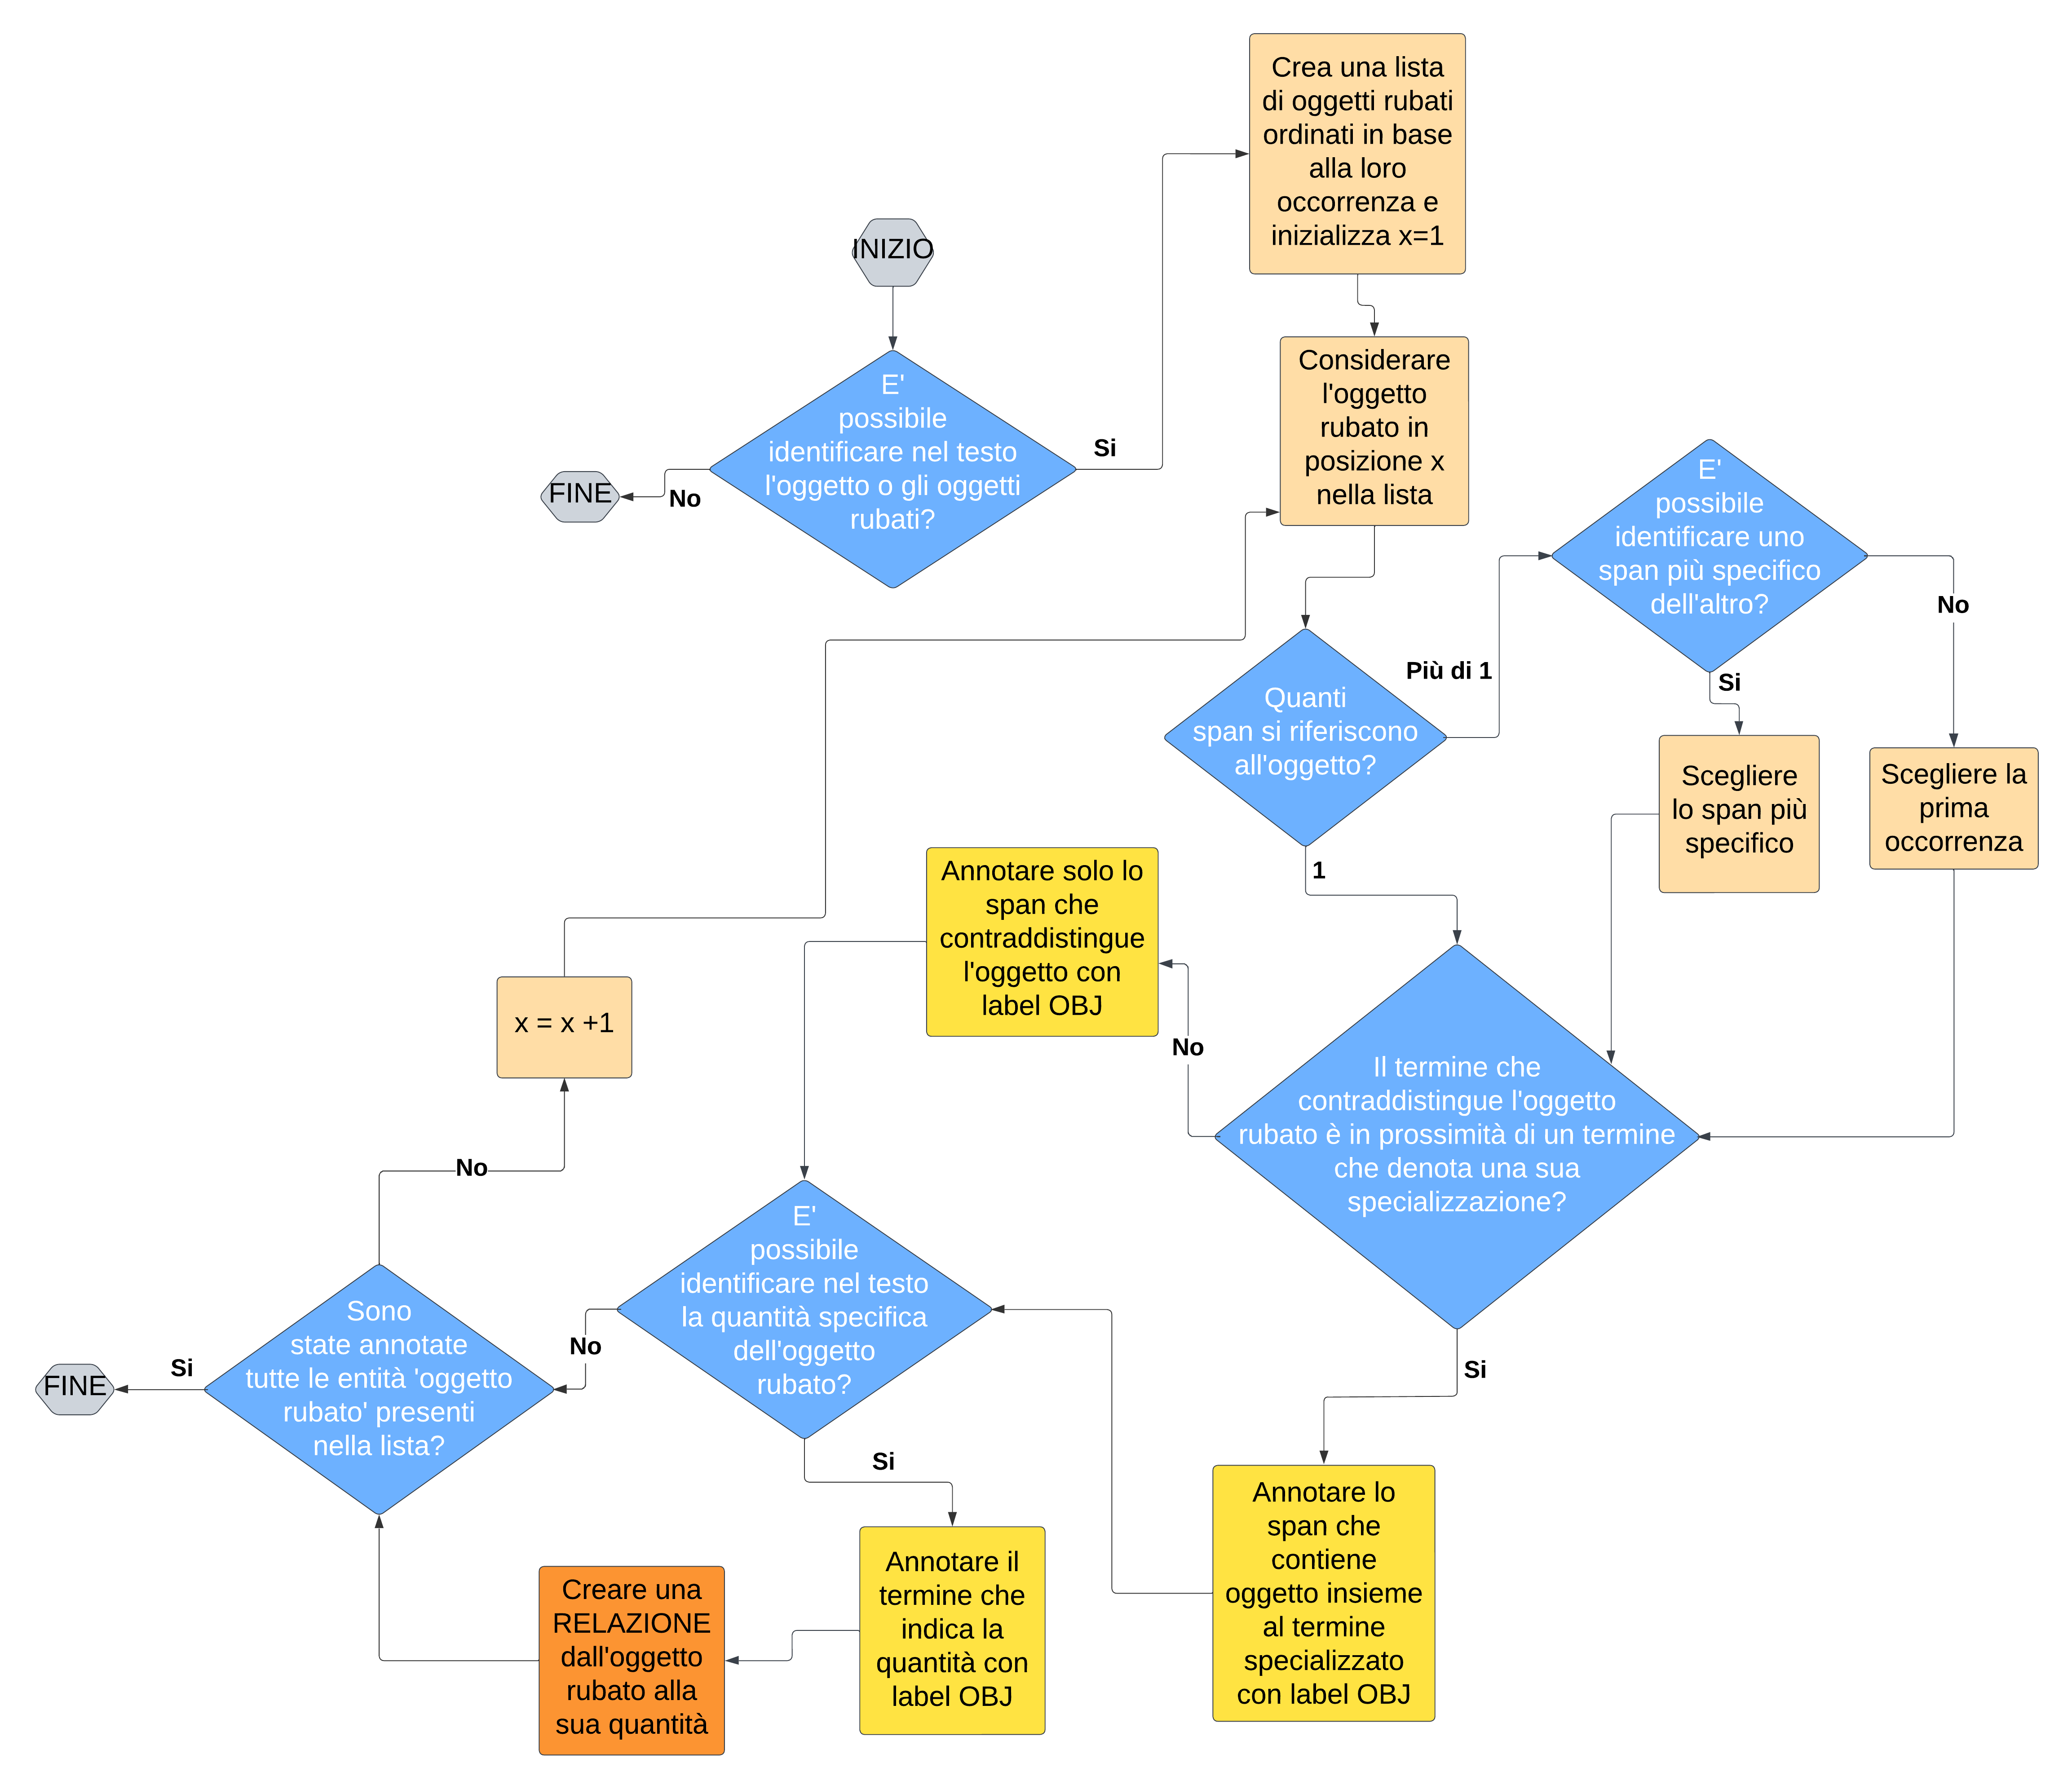 Crea una lista
di oggetti rubati
ordinati in base
alla loro
occorrenza e
inizializza x=1
INIZIO
E'
possibile
identificare nel testo
l'oggetto o gli oggetti
rubati?
Si
No
FINE
Considerare
l'oggetto
rubato in
posizione x
nella lista
E'
possibile
identificare uno
span più specifico
dell'altro?
No
Si
Più di 1
Quanti
span si riferiscono
all'oggetto?
1
Scegliere
lo span più
specifico
Scegliere la
prima
occorrenza
Annotare solo lo
span che
contraddistingue
l'oggetto con
label OBJ
No
x = x +1
Il termine che
contraddistingue l'oggetto
rubato è in prossimità di un termine
che denota una sua
specializzazione?
Si
No
E'
possibile
identificare nel testo
la quantità specifica
dell'oggetto
rubato?
No
Si
Sono
state annotate
tutte le entità 'oggetto
rubato' presenti
nella lista?
Si
FINE
Annotare lo
span che
contiene
oggetto insieme
al termine
specializzato
con label OBJ
Annotare il
termine che
indica la
quantità con
label OBJ
Creare una
RELAZIONE
dall'oggetto
rubato alla
sua quantità